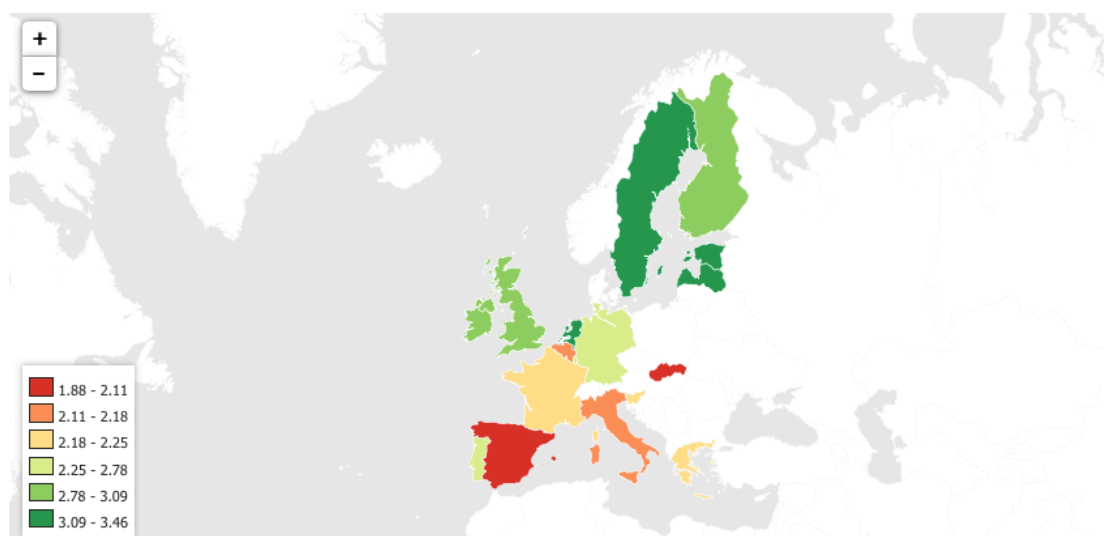 +
−
1.88 - 2.11
2.11 - 2.18
2.18 - 2.25
2.25 - 2.78
2.78 - 3.09
3.09 - 3.46